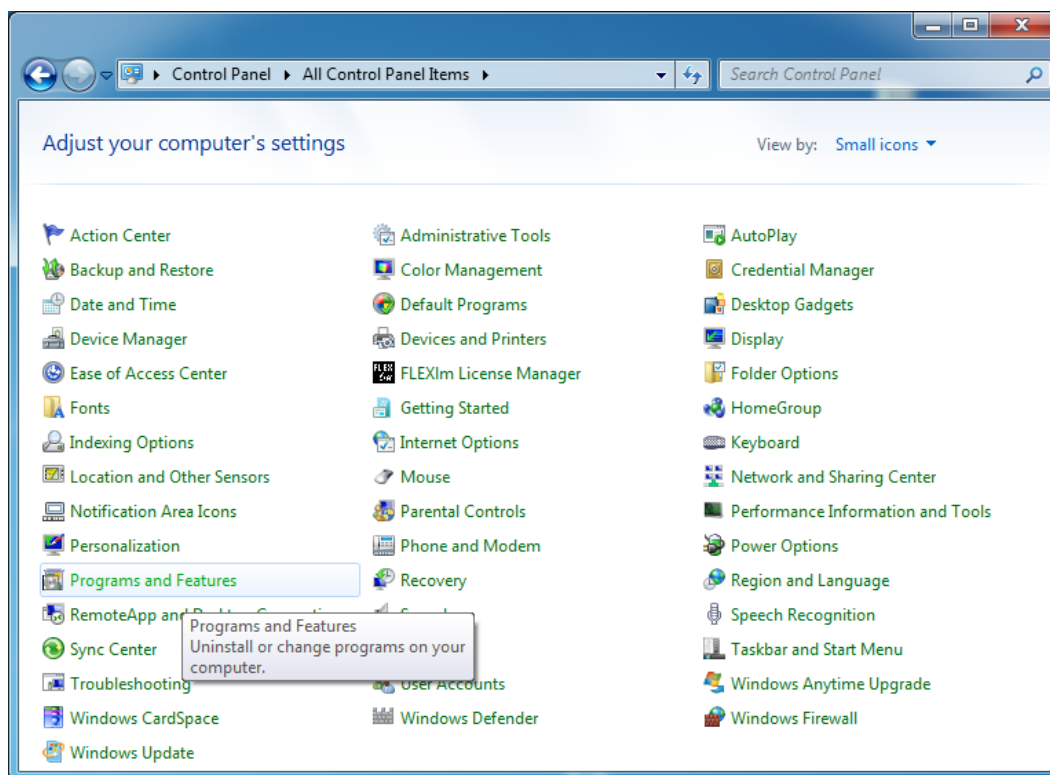 Control Panel All Control Panel Items
Search Control Panel
Adjust your computer's settings
View by: Small icons
Action Center
Administrative Tools
AutoPlay
Backup and Restore
Color Management
Credential Manager
Date and Time
Default Programs
Desktop Gadgets
Device Manager
Devices and Printers
Display
Ease of Access Center
FLEXlm License Manager
Folder Options
Fonts
Getting Started
HomeGroup
Indexing Options
Internet Options
Keyboard
Location and Other Sensors
Mouse
Network and Sharing Center
Notification Area Icons
Parental Controls
Performance Information and Tools
Personalization
Phone and Modem
Power Options
Programs and Features
Recovery
Region and Language
RemoteApp and
Speech Recognition
Programs and Features
Uninstall or change programs on your
computer.
Sync Center
Taskbar and Start Menu
Troubleshooting
User Accounts
Windows Anytime Upgrade
Windows CardSpace
Windows Defender
Windows Firewall
Windows Update